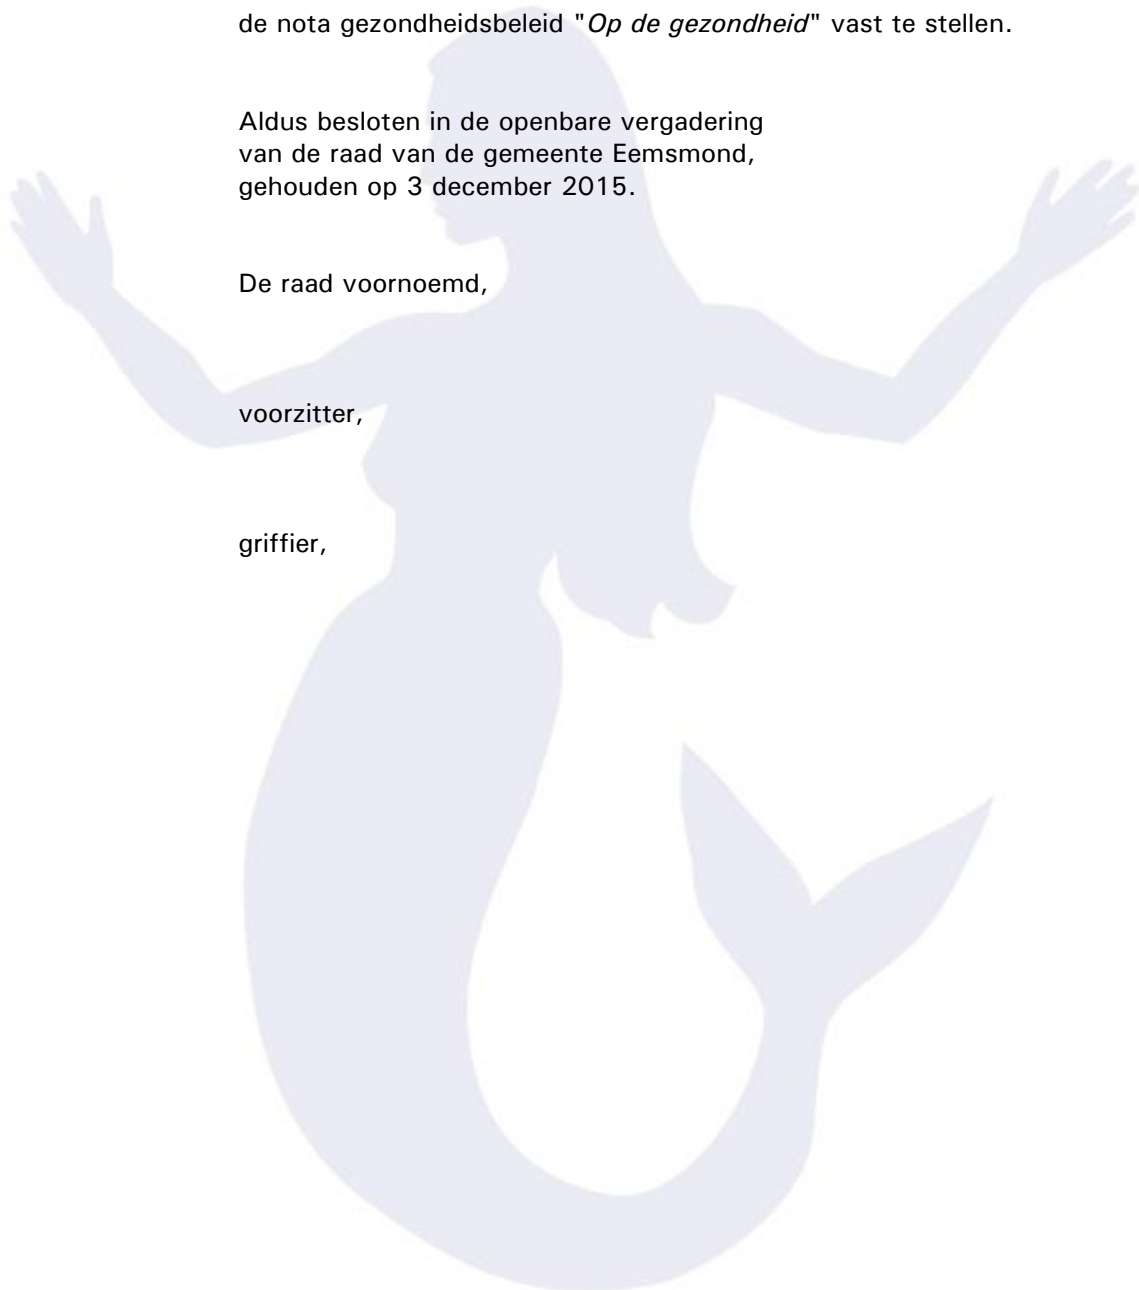 de nota gezondheidsbeleid "Op de gezondheid" vast te stellen.
Aldus besloten in de openbare vergadering
van de raad van de gemeente Eemsmond,
gehouden op 3 december 2015.
De raad voornoemd,
voorzitter,
griffier,